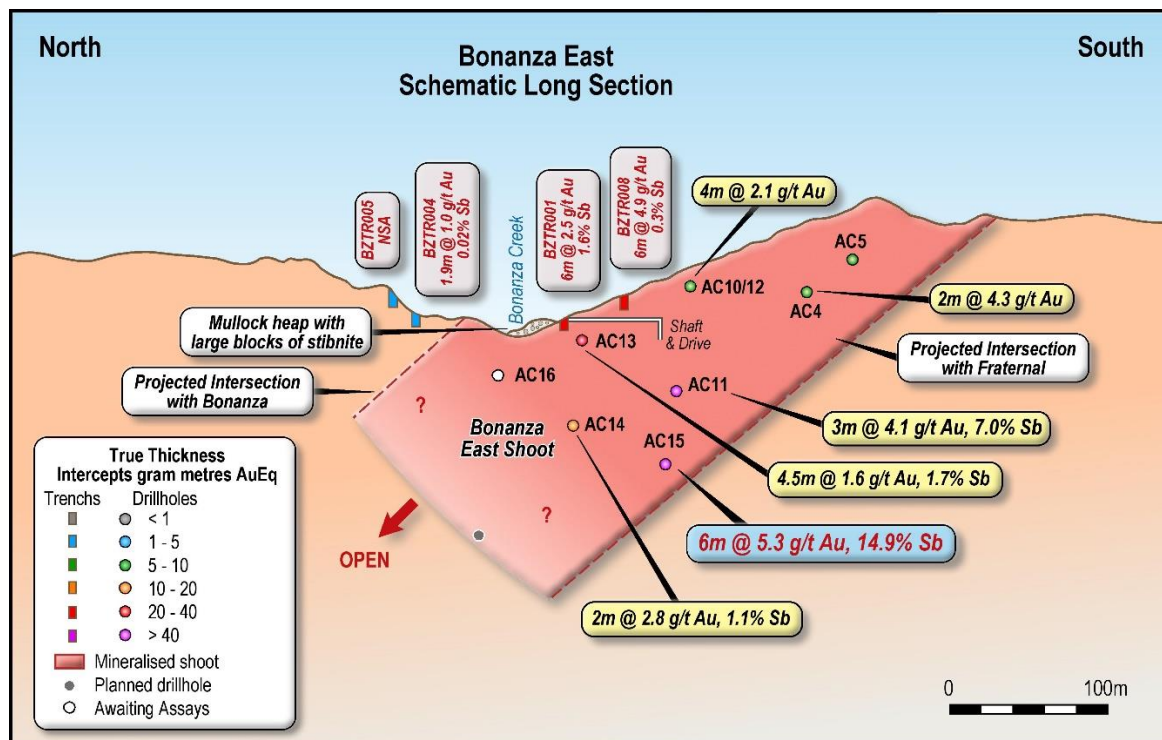 North
Bonanza East
Schematic Long Section
South
BZTR005
NSA
BZTR004
1.9m @ 1.0 g/t Au
0.02% Sb
Bonanza Creek
BZTR001
6m @ 2.5 g/t Au
1.6% Sb
BZTR008
6m @ 4.9 g/t Au
0.3% Sb
4m @ 2.1 g/t Au
AC5
AC10/12
AC4
2m @ 4.3 g/t Au
Mullock heap with
large blocks of stibnite
Shaft
& Drive
AC13
Projected Intersection
with Fraternal
Projected Intersection
with Bonanza
AC16
AC11
?
3m @ 4.1 g/t Au, 7.0% Sb
Bonanza
East Shoot
AC14
AC15
4.5m @ 1.6 g/t Au, 1.7% Sb
?
6m @ 5.3 g/t Au, 14.9% Sb
OPEN
2m @ 2.8 g/t Au, 1.1% Sb
True Thickness
Intercepts gram metres AuEq
Trenchs Drillholes
< 1
1 - 5
5 - 10
10 - 20
20 - 40
> 40
Mineralised shoot
Planned drillhole
Awaiting Assays
0 100m